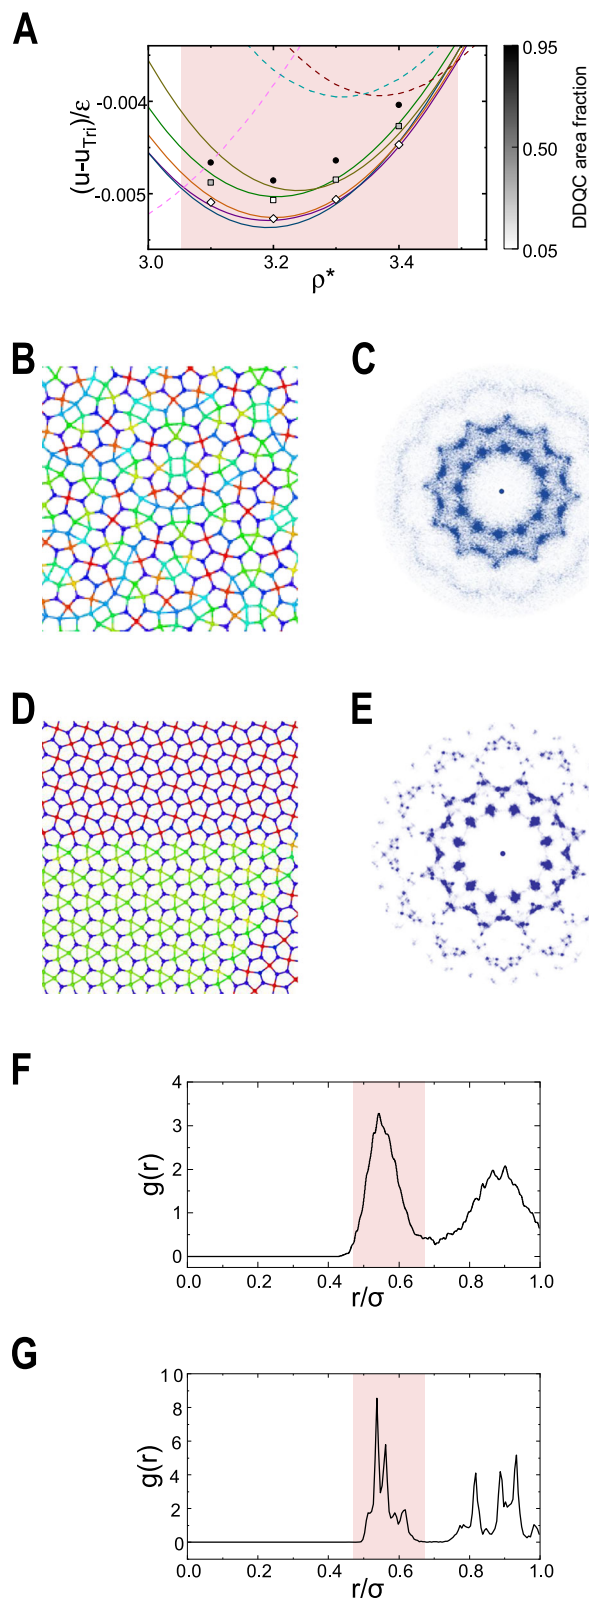 A
(u-u_Tri)/ε
-0.004
-0.005
3.0
3.2
3.4
ρ*
0.95
0.50
0.05
DDQC area fraction
B
C
D
E
F
g(r)
4
3
2
1
0
0.0
0.2
0.4
0.6
0.8
1.0
r/σ
G
g(r)
10
8
6
4
2
0
0.0
0.2
0.4
0.6
0.8
1.0
r/σ